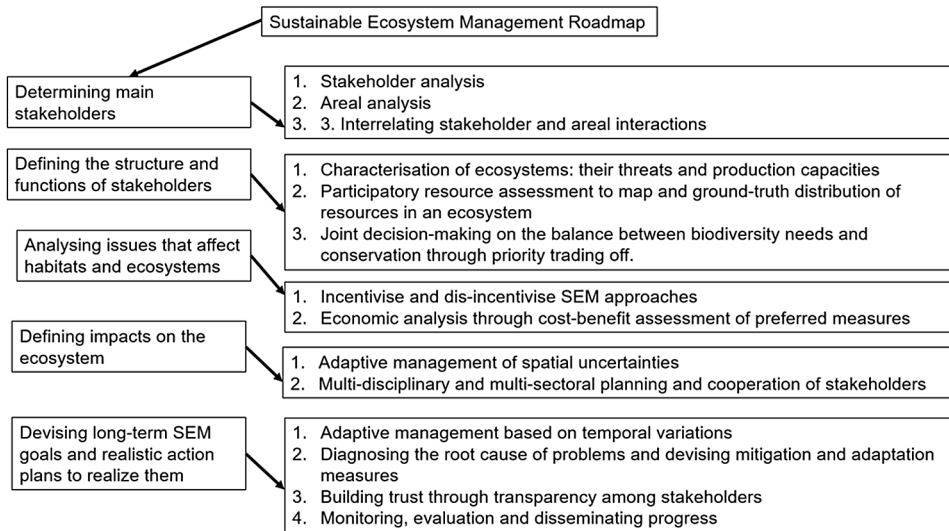 Sustainable Ecosystem Management Roadmap
Determining main
stakeholders
1. Stakeholder analysis
2. Areal analysis
3. 3. Interrelating stakeholder and areal interactions
Defining the structure and
functions of stakeholders
1. Characterisation of ecosystems: their threats and production capacities
2. Participatory resource assessment to map and ground-truth distribution of
resources in an ecosystem
3. Joint decision-making on the balance between biodiversity needs and
conservation through priority trading off.
Analysing issues that affect
habitats and ecosystems
1. Incentivise and dis-incentivise SEM approaches
2. Economic analysis through cost-benefit assessment of preferred measures
Defining impacts on the
ecosystem
1. Adaptive management of spatial uncertainties
2. Multi-disciplinary and multi-sectoral planning and cooperation of stakeholders
Devising long-term SEM
goals and realistic action
plans to realize them
1. Adaptive management based on temporal variations
2. Diagnosing the root cause of problems and devising mitigation and adaptation
measures
3. Building trust through transparency among stakeholders
4. Monitoring, evaluation and disseminating progress